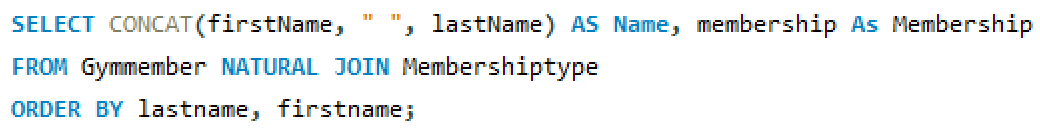 SELECT CONCAT(firstName, " ", lastName) AS Name, membership As Membership
FROM Gymmember NATURAL JOIN Membershiptype
ORDER BY lastname, firstname;